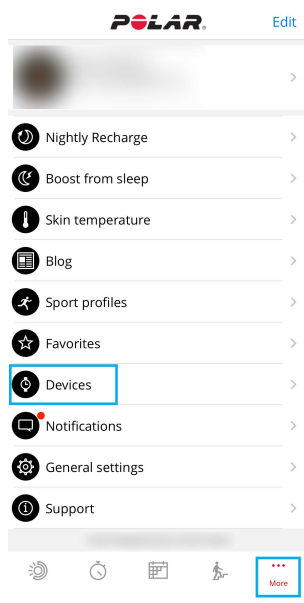 POLAR.
Edit
Nightly Recharge
Boost from sleep
Skin temperature
Blog
Sport profiles
Favorites
Devices
Notifications
General settings
Support
More